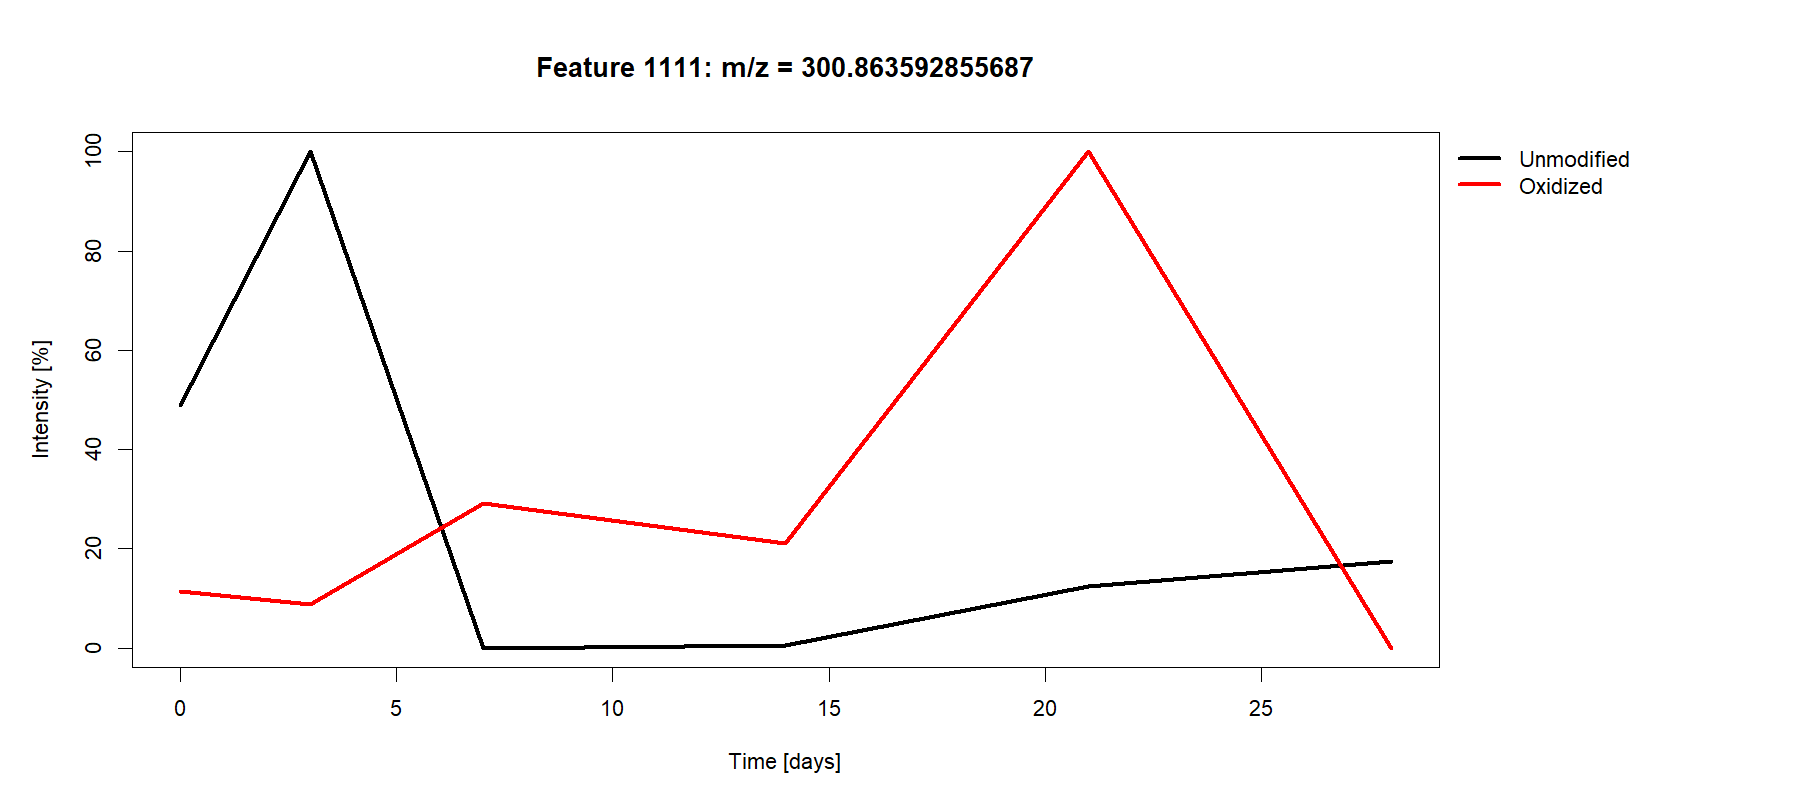 Feature 1111: m/z = 300.863592855687
Unmodified
Oxidized
Intensity [%]
100
80
60
40
20
0
0 5 10 15 20 25
Time [days]